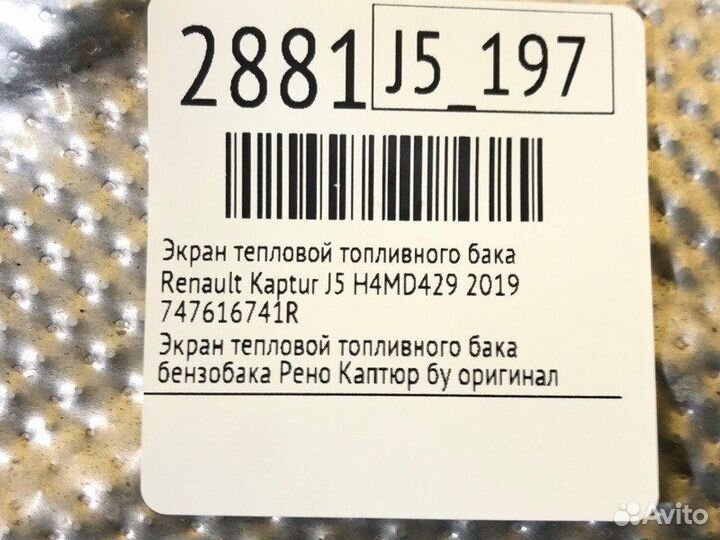 2881 J5_197
Экран тепловой топливного бака
Renault Kaptur J5 H4MD429 2019
747616741R
Экран тепловой топливного бака
бензобака Рено Каптюр бу оригинал
Avito